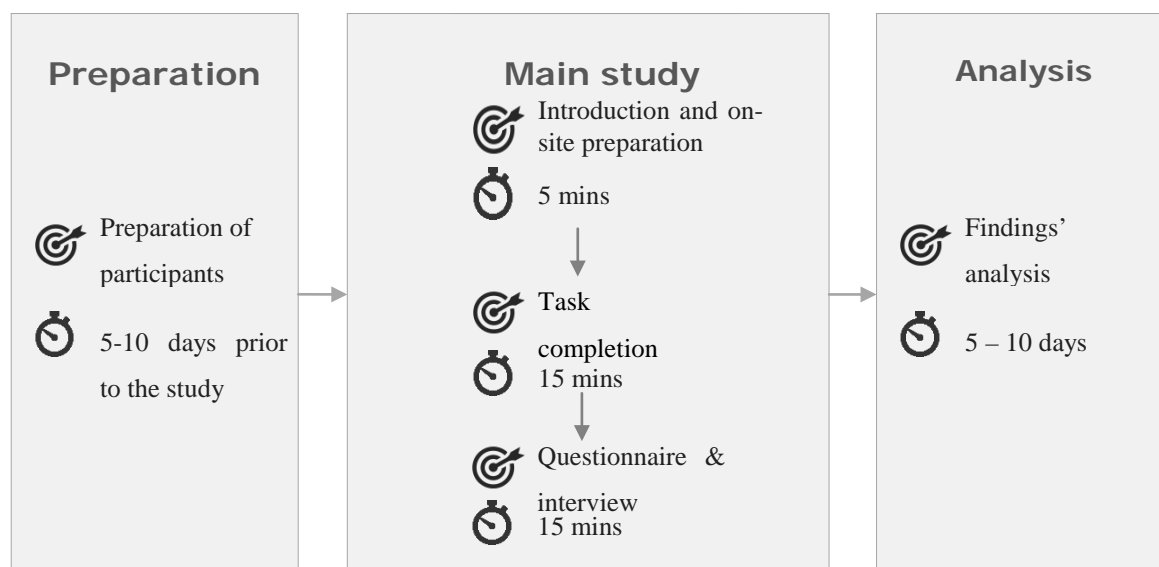 Preparation
Preparation of
participants
5-10 days prior
to the study
Main study
Introduction and on-
site preparation
5 mins
Task
completion
15 mins
Questionnaire &
interview
15 mins
Analysis
Findings’
analysis
5 – 10 days